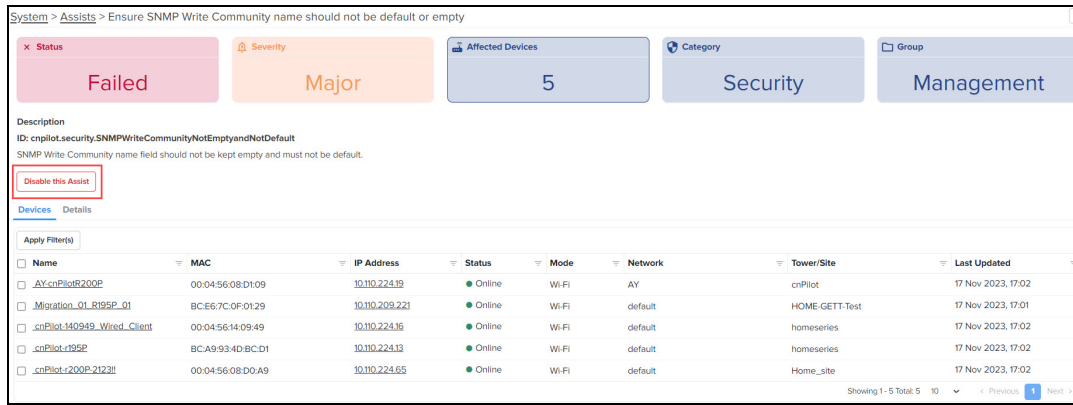 System > Assists > Ensure SNMP Write Community name should not be default or empty
× Status
Failed
Severity
Major
Affected Devices
5
Category
Security
Group
Management
Description
ID: cnpilot.security.SNMPWriteCommunityNotEmptyandNotDefault
SNMP Write Community name field should not be kept empty and must not be default.
Disable this Assist
Devices Details
Apply Filter(s)
Name MAC IP Address Status Mode Network Tower/Site Last Updated
AY-cnPilotR200P 00:04:56:08:D1:09 10.110.224.19 Online Wi-Fi AY cnPilot 17 Nov 2023, 17:02
Migration_01_R195P_01 BC:E6:7C:0F:01:29 10.110.209.221 Online Wi-Fi default HOME-GETT-Test 17 Nov 2023, 17:01
cnPilot-140949_Wired_Client 00:04:56:14:09:49 10.110.224.16 Online Wi-Fi default homeseries 17 Nov 2023, 17:02
cnPilot-r195P BC:A9:93:4D:BC:D1 10.110.224.13 Online Wi-Fi default homeseries 17 Nov 2023, 17:02
cnPilot-r200P-2123!! 00:04:56:08:D0:A9 10.110.224.65 Online Wi-Fi default Home_site 17 Nov 2023, 17:02
Showing 1 - 5 Total: 5 10 < Previous 1 Next >